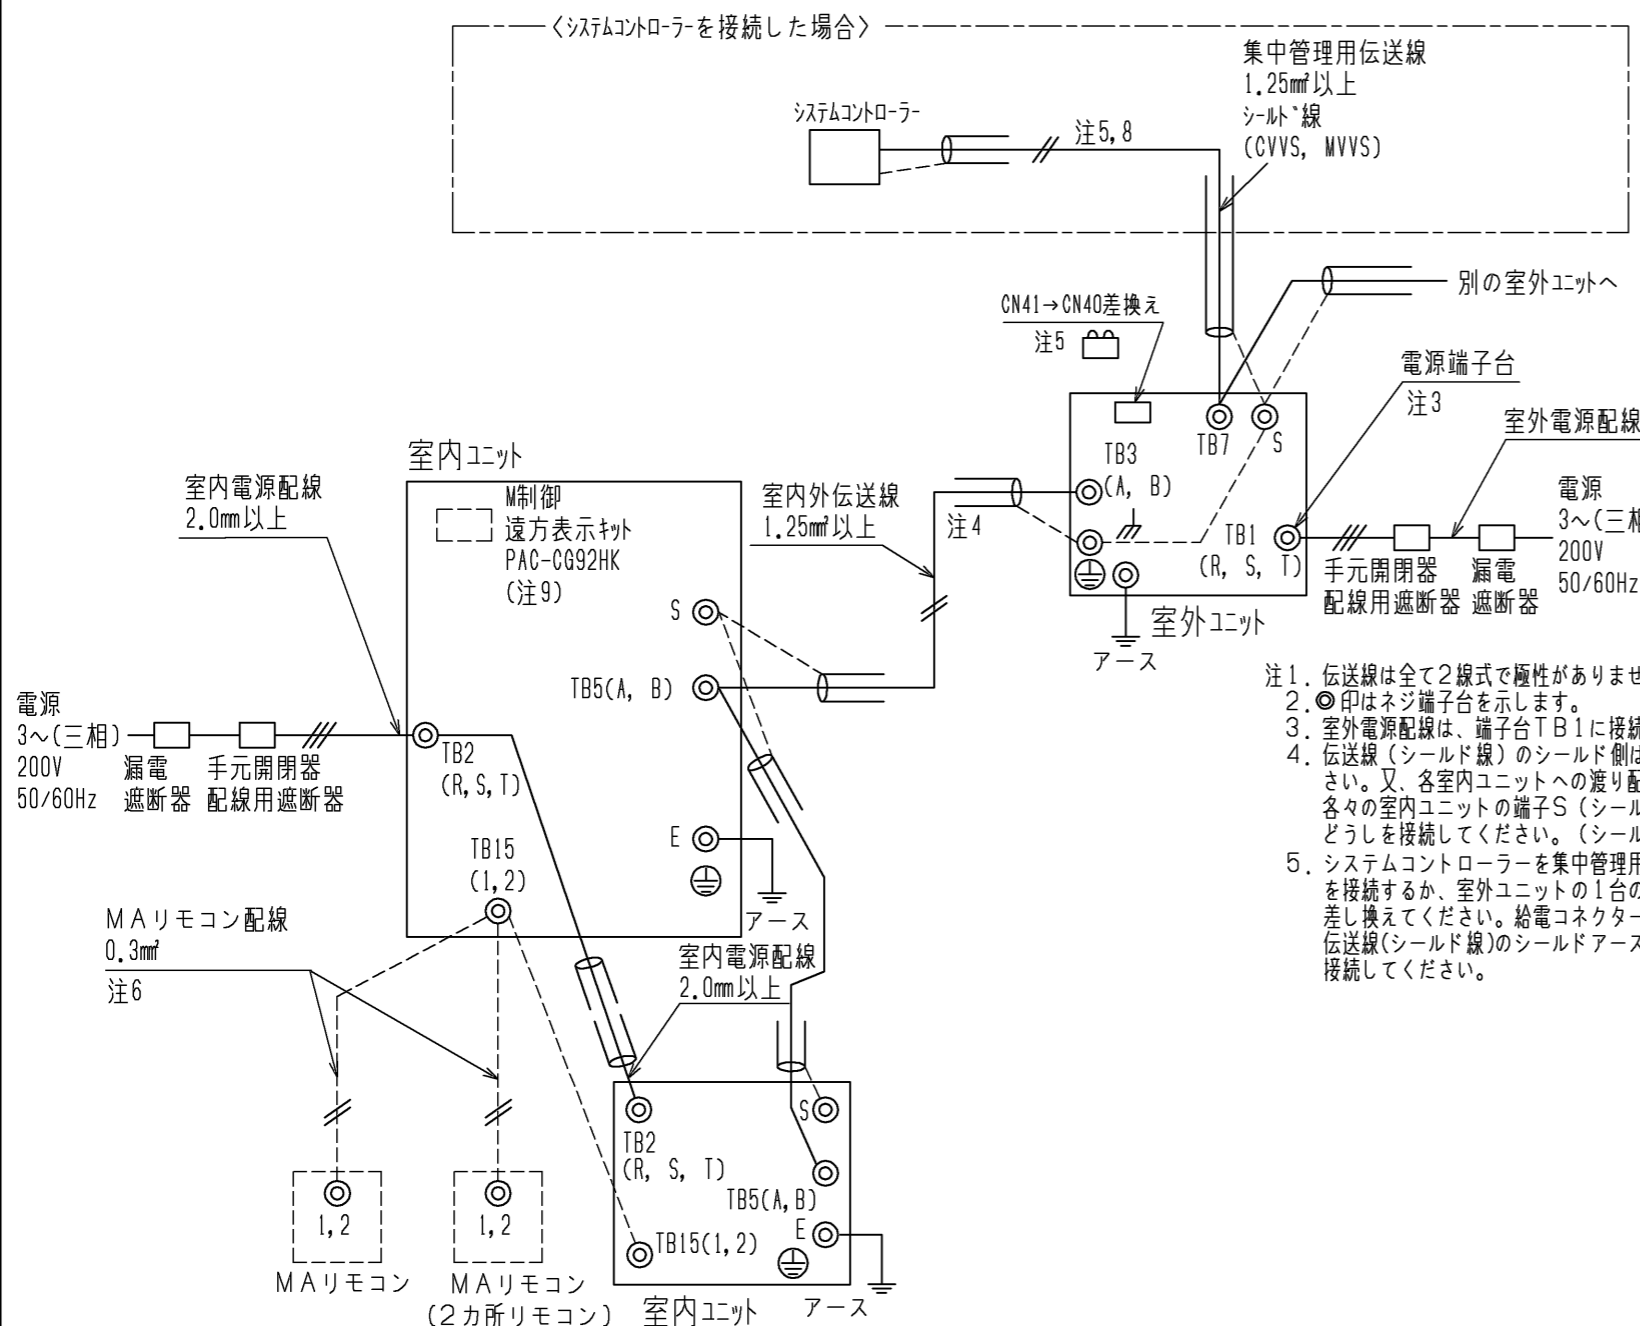 〈システムコントローラーを接続した場合〉
集中管理用伝送線
1.25㎟以上
シールド線
(CVVS, MVVS)
システムコントローラー
注5,8
別の室外ユニットへ
CN41→CN40差換え
注5
電源端子台
注3
室外電源配線
TB7
S
TB3
(A, B)
TB1
(R, S, T)
電源
3～(三相
200V
50/60Hz
手元開閉器
配線用遮断器
漏電
遮断器
室外ユニット
アース
室内ユニット
室内電源配線
2.0mm以上
M制御
遠方表示キット
PAC-CG92HK
(注9)
室内外伝送線
1.25㎟以上
注4
S
TB5(A, B)
電源
3～(三相)
200V
50/60Hz
漏電
遮断器
手元開閉器
配線用遮断器
TB2
(R,S,T)
E
アース
TB15
(1,2)
MAリモコン配線
0.3㎟
注6
室内電源配線
2.0mm以上
注1. 伝送線は全て2線式で極性がありませ
2. ◎印はネジ端子台を示します。
3. 室外電源配線は、端子台TB1に接続
4. 伝送線(シールド線)のシールド側は
さい。又、各室内ユニットへの渡り配
各々の室内ユニットの端子S(シール
どうしを接続してください。(シール
5. システムコントローラーを集中管理用
を接続するか、室外ユニットの1台の
差し換えてください。給電コネクター
伝送線(シールド線)のシールドアース
接続してください。
1,2
MAリモコン
1,2
MAリモコン
(2カ所リモコン)
TB2
(R, S, T)
S
TB5(A,B)
E
TB15(1,2)
室内ユニット
アース